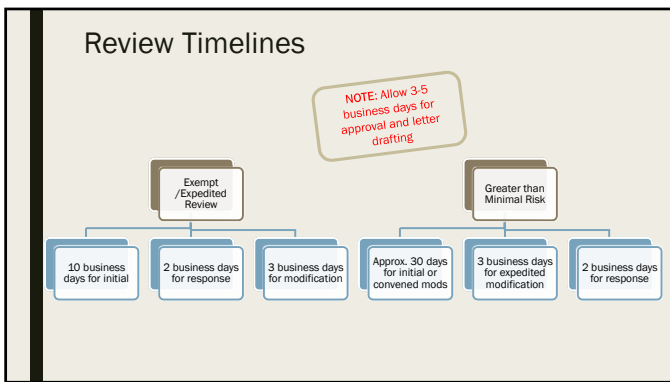 Review Timelines
NOTE: Allow 3-5
business days for
approval and letter
drafting
Exempt
/Expedited
Review
10 business
days for initial
2 business days
for response
3 business days
for modification
Greater than
Minimal Risk
Approx. 30 days
for initial or
convened mods
3 business days
for expedited
modification
2 business days
for response